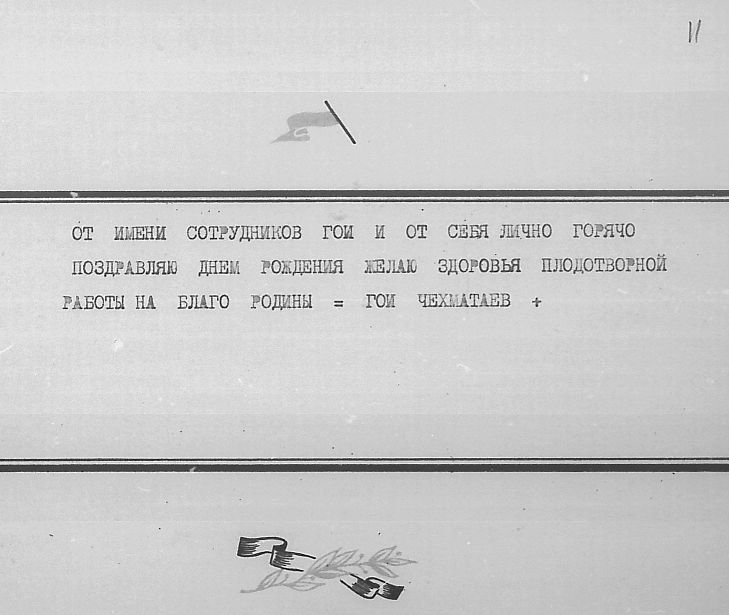 11
ОТ ИМЕНИ СОТРУДНИКОВ ГОИ И ОТ СЕБЯ ЛИЧНО ГОРЯЧО
ПОЗДРАВЛЯЮ ДНЕМ РОЖДЕНИЯ ЖЕЛАЮ ЗДОРОВЬЯ ПЛОДОТВОРНОЙ
РАБОТЫ НА БЛАГО РОДИНЫ = ГОИ ЧЕХМАТАЕВ +